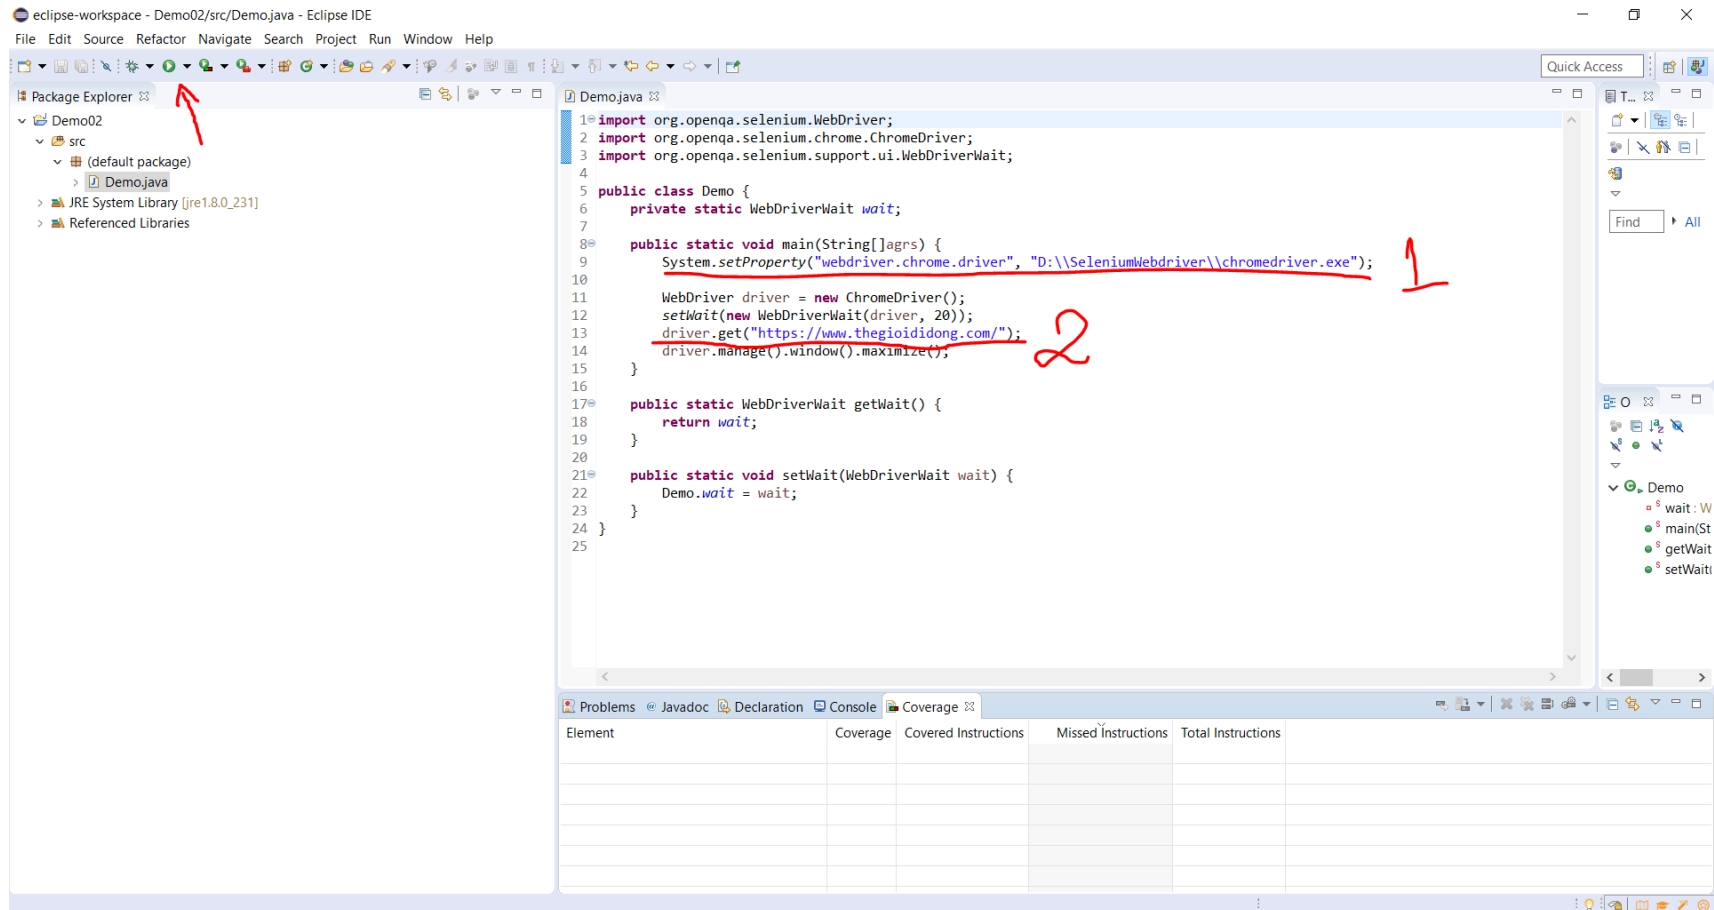 eclipse-workspace - Demo02/src/Demo.java - Eclipse IDE
File Edit Source Refactor Navigate Search Project Run Window Help
Quick Access
Package Explorer
Demo02
src
(default package)
Demo.java
JRE System Library [jre1.8.0_231]
Referenced Libraries
Demo.java
1 import org.openqa.selenium.WebDriver;
2 import org.openqa.selenium.chrome.ChromeDriver;
3 import org.openqa.selenium.support.ui.WebDriverWait;
4
5 public class Demo {
6 private static WebDriverWait wait;
7
8 public static void main(String[]agrs) {
9 System.setProperty("webdriver.chrome.driver", "D:\\SeleniumWebdriver\\chromedriver.exe");
10
11 WebDriver driver = new ChromeDriver();
12 setWait(new WebDriverWait(driver, 20));
13 driver.get("https://www.thegioididong.com/");
14 driver.manage().window().maximize();
15 }
16
17 public static WebDriverWait getWait() {
18 return wait;
19 }
20
21 public static void setWait(WebDriverWait wait) {
22 Demo.wait = wait;
23 }
24 }
25
1
2
T...
Find All
O
Demo
wait : W
main(St
getWait
setWait(
Problems @ Javadoc Declaration Console Coverage
Element Coverage Covered Instructions Missed Instructions Total Instructions